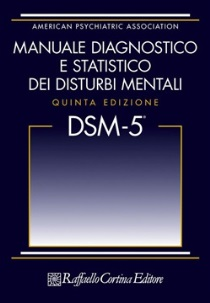 AMERICAN PSYCHIATRIC ASSOCIATION
MANUALE DIAGNOSTICO
E STATISTICO
DEI DISTURBI MENTALI
QUINTA EDIZIONE
DSM-5®
Raffaello Cortina Editore